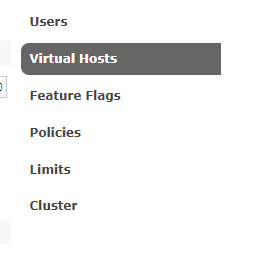 Users
Virtual Hosts
Feature Flags
Policies
Limits
Cluster